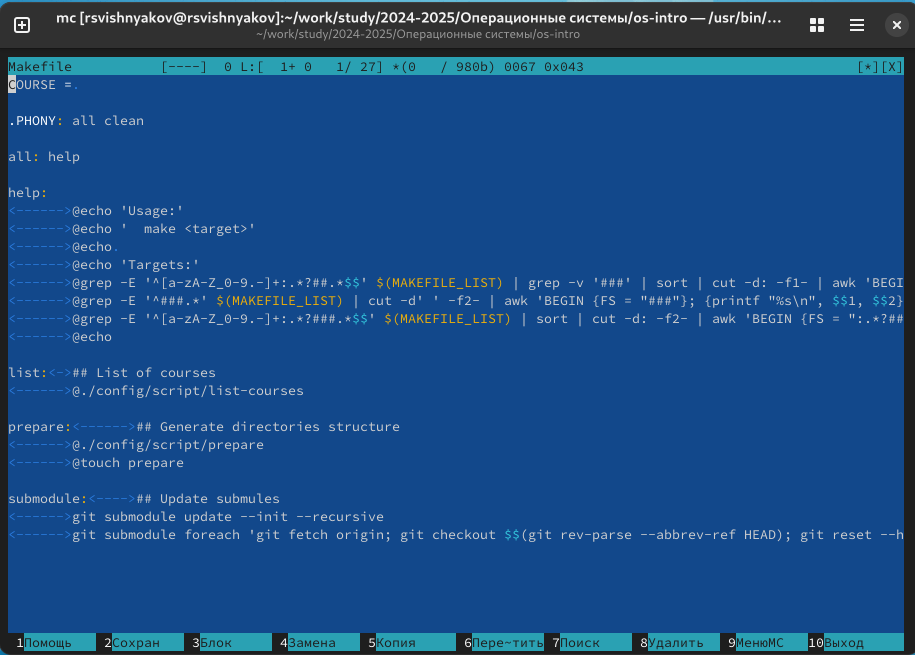 mc [rsvishnyakov@rsvishnyakov]:~/work/study/2024-2025/Операционные системы/os-intro — /usr/bin/…
~/work/study/2024-2025/Операционные системы/os-intro
Makefile [----] 0 L:[ 1+ 0 1/ 27] *(0 / 980b) 0067 0x043 [*][X]
COURSE =.
.PHONY: all clean
all: help
help:
<------>@echo 'Usage:'
<------>@echo '  make <target>'
<------>@echo.
<------>@echo 'Targets:'
<------>@grep -E '^[a-zA-Z_0-9.-]+:.*?##.*$$' $(MAKEFILE_LIST) | grep -v '###' | sort | cut -d: -f1- | awk 'BEGI
<------>@grep -E '^###.*' $(MAKEFILE_LIST) | cut -d' ' -f2- | awk 'BEGIN {FS = "###"}; {printf "%s\n", $$1, $$2}
<------>@grep -E '^[a-zA-Z_0-9.-]+:.*?###.*$$' $(MAKEFILE_LIST) | sort | cut -d: -f2- | awk 'BEGIN {FS = ":.*?##
<------>@echo
list:<->## List of courses
<------>@./config/script/list-courses
prepare:<------>## Generate directories structure
<------>@./config/script/prepare
<------>@touch prepare
submodule:<---->## Update submules
<------>git submodule update --init --recursive
<------>git submodule foreach 'git fetch origin; git checkout $$(git rev-parse --abbrev-ref HEAD); git reset --h
1Помощь 2Сохран 3Блок 4Замена 5Копия 6Пере~тить 7Поиск 8Удалить 9МенюMC 10Выход